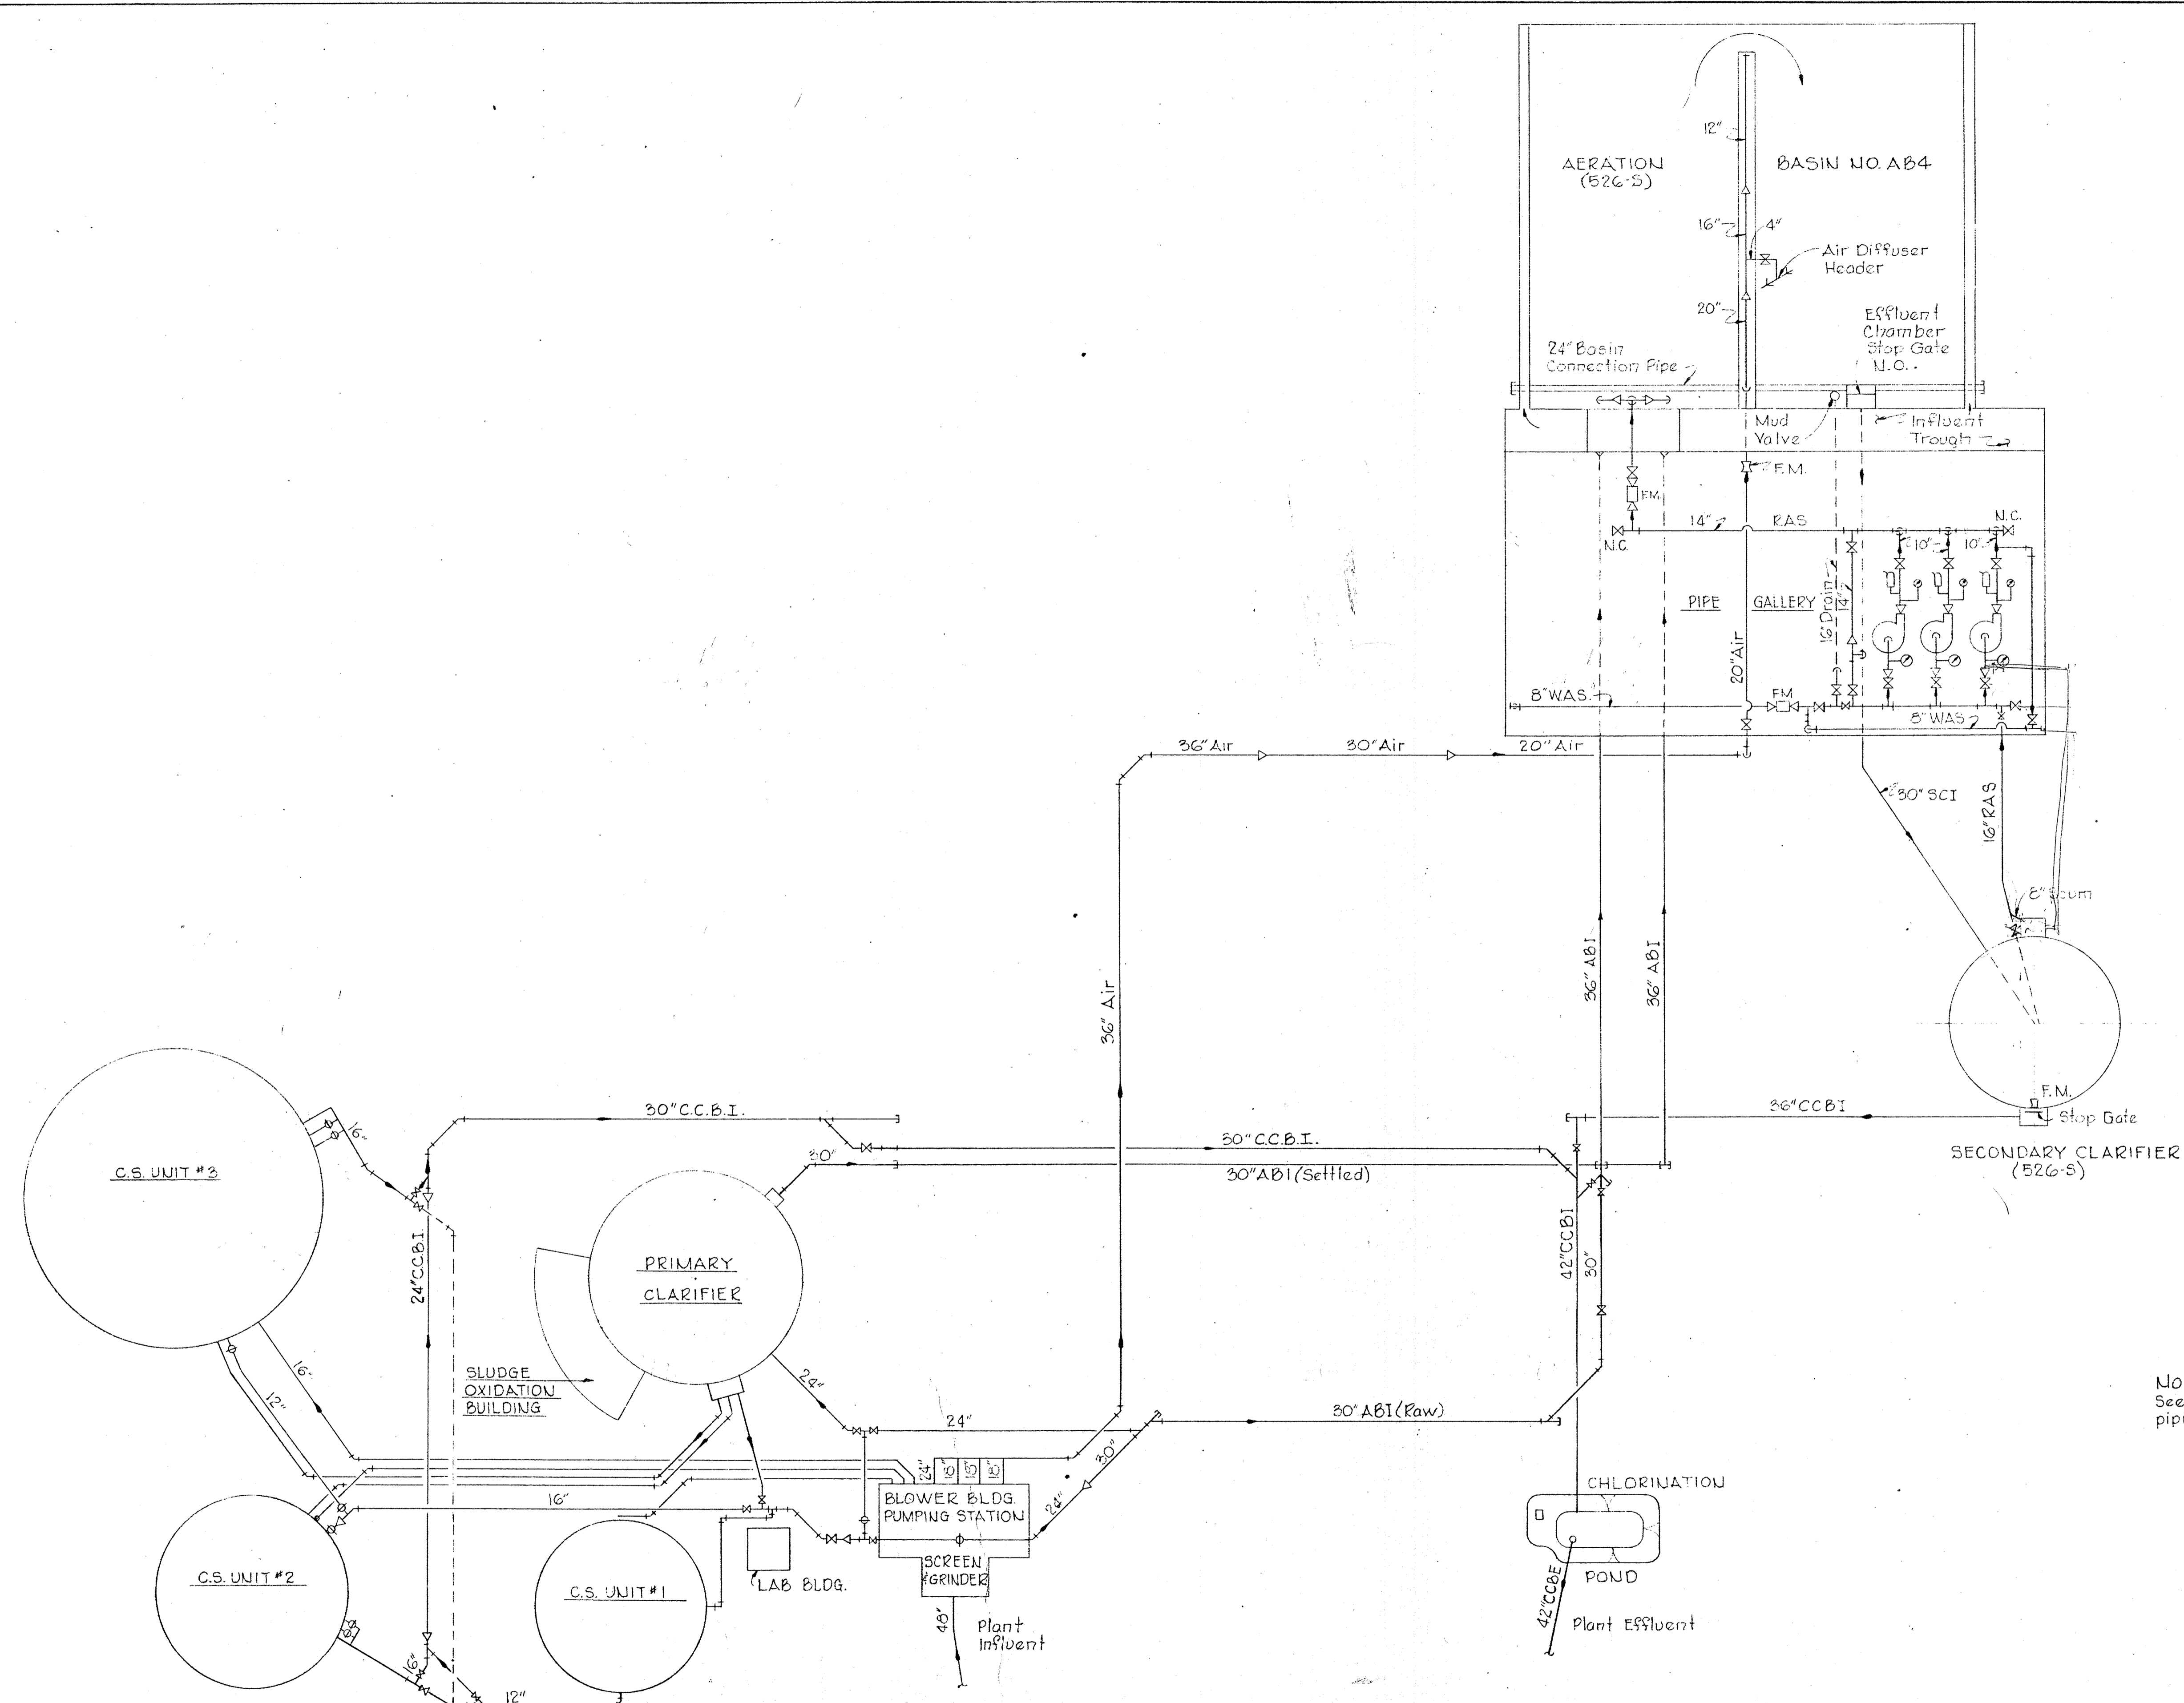 12"
AERATION
(526-S)
BASIN NO. AB4
16"
4"
Air Diffuser
Header
20"
Effluent
Chamber
Stop Gate
N.O.
24" Basin
Connection Pipe
Mud
Valve
Influent
Trough
F.M.
F.M.
14"
RAS
N.C.
N.C.
10"
10"
PIPE GALLERY
16" Drain
14"
20" Air
8" WAS
FM
8" WAS
36" Air
30" Air
20" Air
30" SCI
16" RAS
8" Scum
36" ABI
36" ABI
36" Air
F.M.
Stop Gate
36" CCBI
SECONDARY CLARIFIER
(526-S)
30" C.C.B.I.
30" C.C.B.I.
30"
30" ABI (Settled)
16"
C.S. UNIT #3
24" CCBI
PRIMARY
CLARIFIER
42" CCBI
30"
SLUDGE
OXIDATION
BUILDING
16"
12"
24"
24"
30" ABI (Raw)
30"
24"
24"
18"
18"
18"
NO
See
pip
16"
BLOWER BLDG.
PUMPING STATION
SCREEN
&GRINDER
LAB BLDG.
C.S. UNIT #2
C.S. UNIT #1
48"
Plant
Influent
CHLORINATION
POND
42" CCBE
Plant Effluent
16"
12"